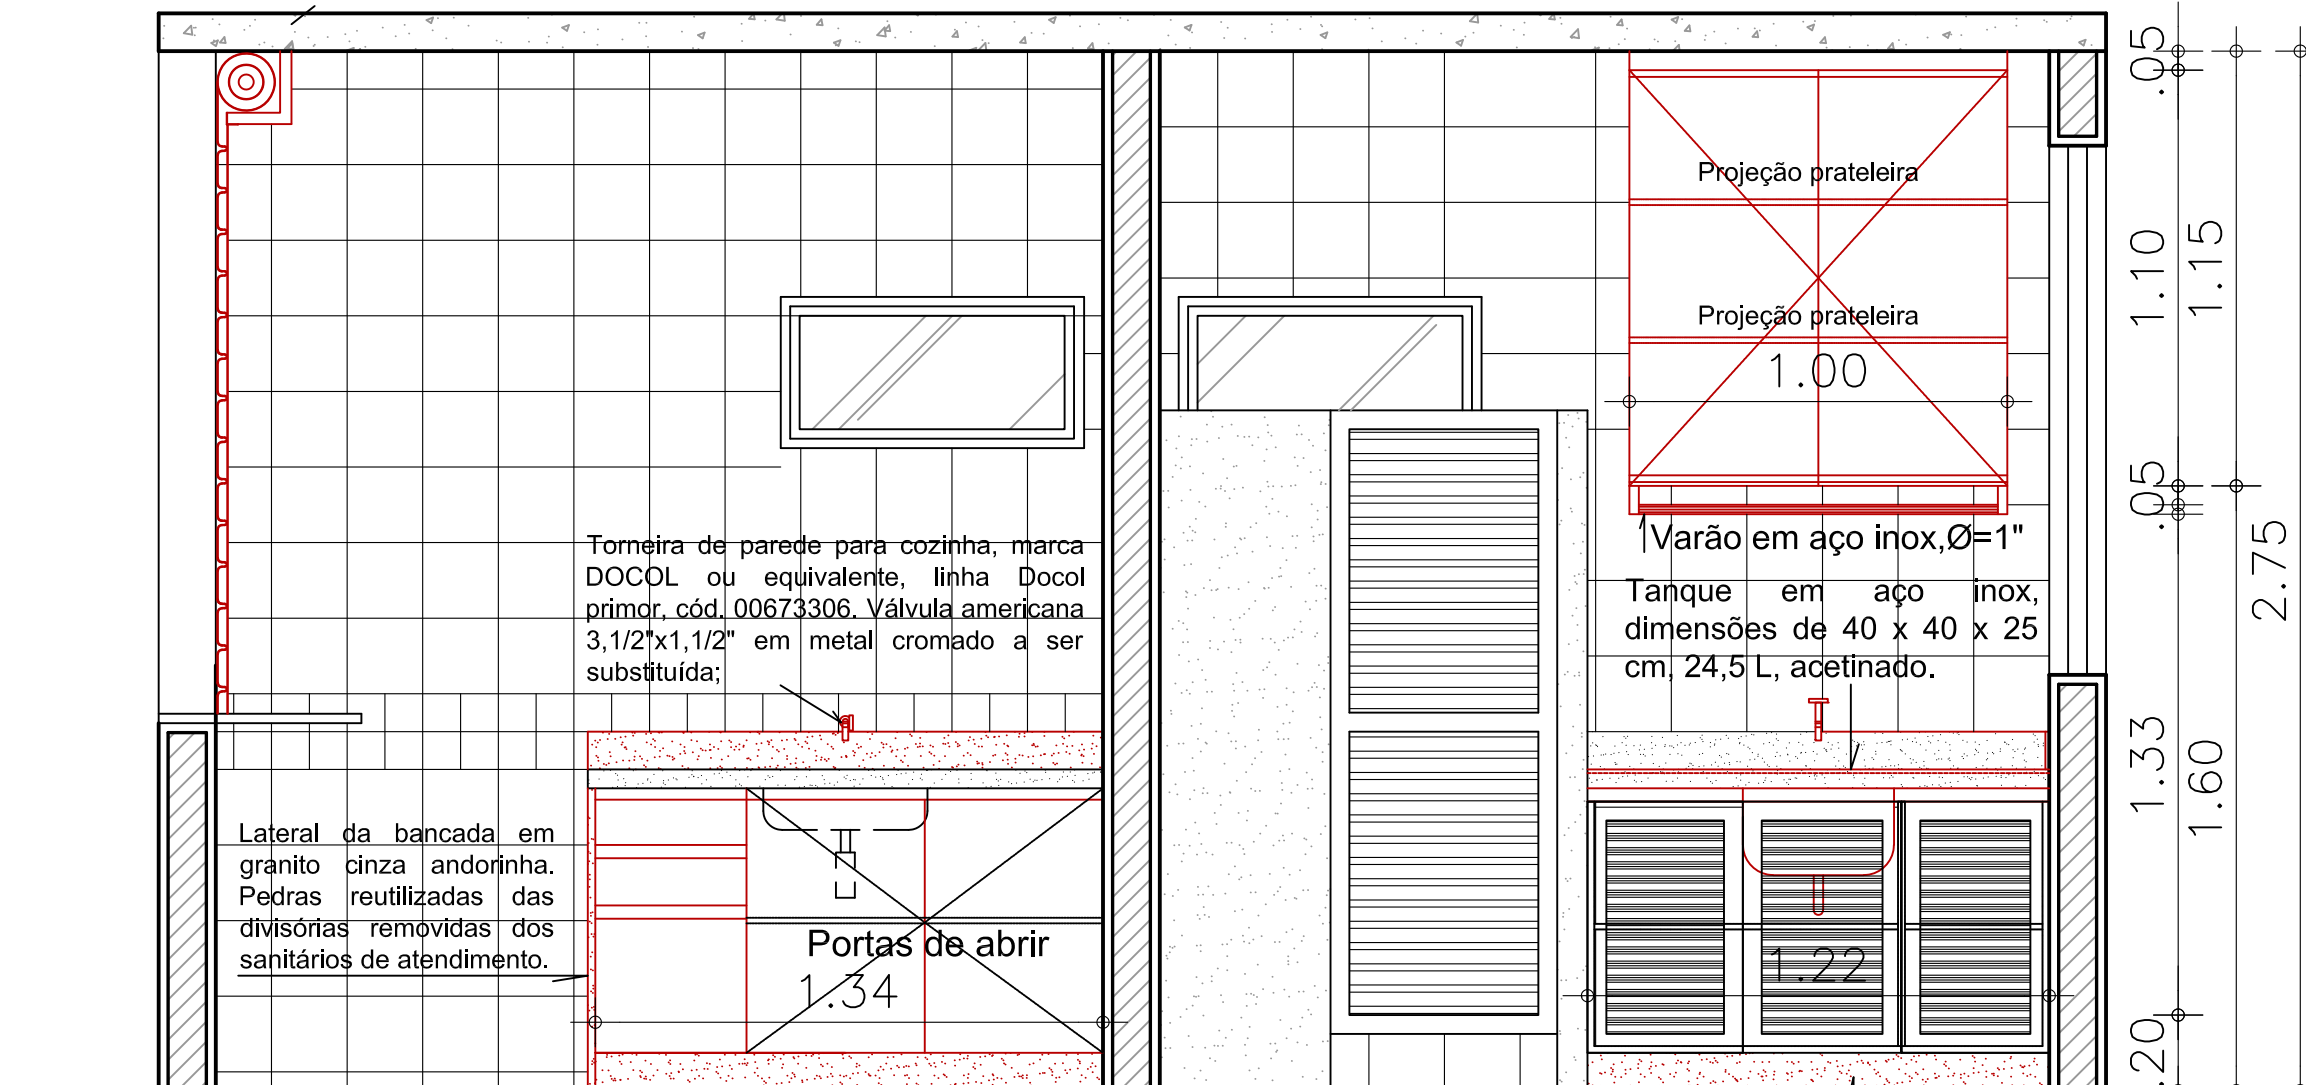 .05
Projeção prateleira
1.10
1.15
Projeção prateleira
1.00
.05
Varão em aço inox,Ø=1"
Torneira de parede para cozinha, marca
DOCOL ou equivalente, linha Docol
primor, cód. 00673306. Válvula americana
3,1/2"x1,1/2" em metal cromado a ser
substituída;
Tanque em aço inox,
dimensões de 40 x 40 x 25
cm, 24,5 L, acetinado.
2.75
1.33
1.60
Lateral da bancada em
granito cinza andorinha.
Pedras reutilizadas das
divisórias removidas dos
sanitários de atendimento.
Portas de abrir
1.34
1.22
.20